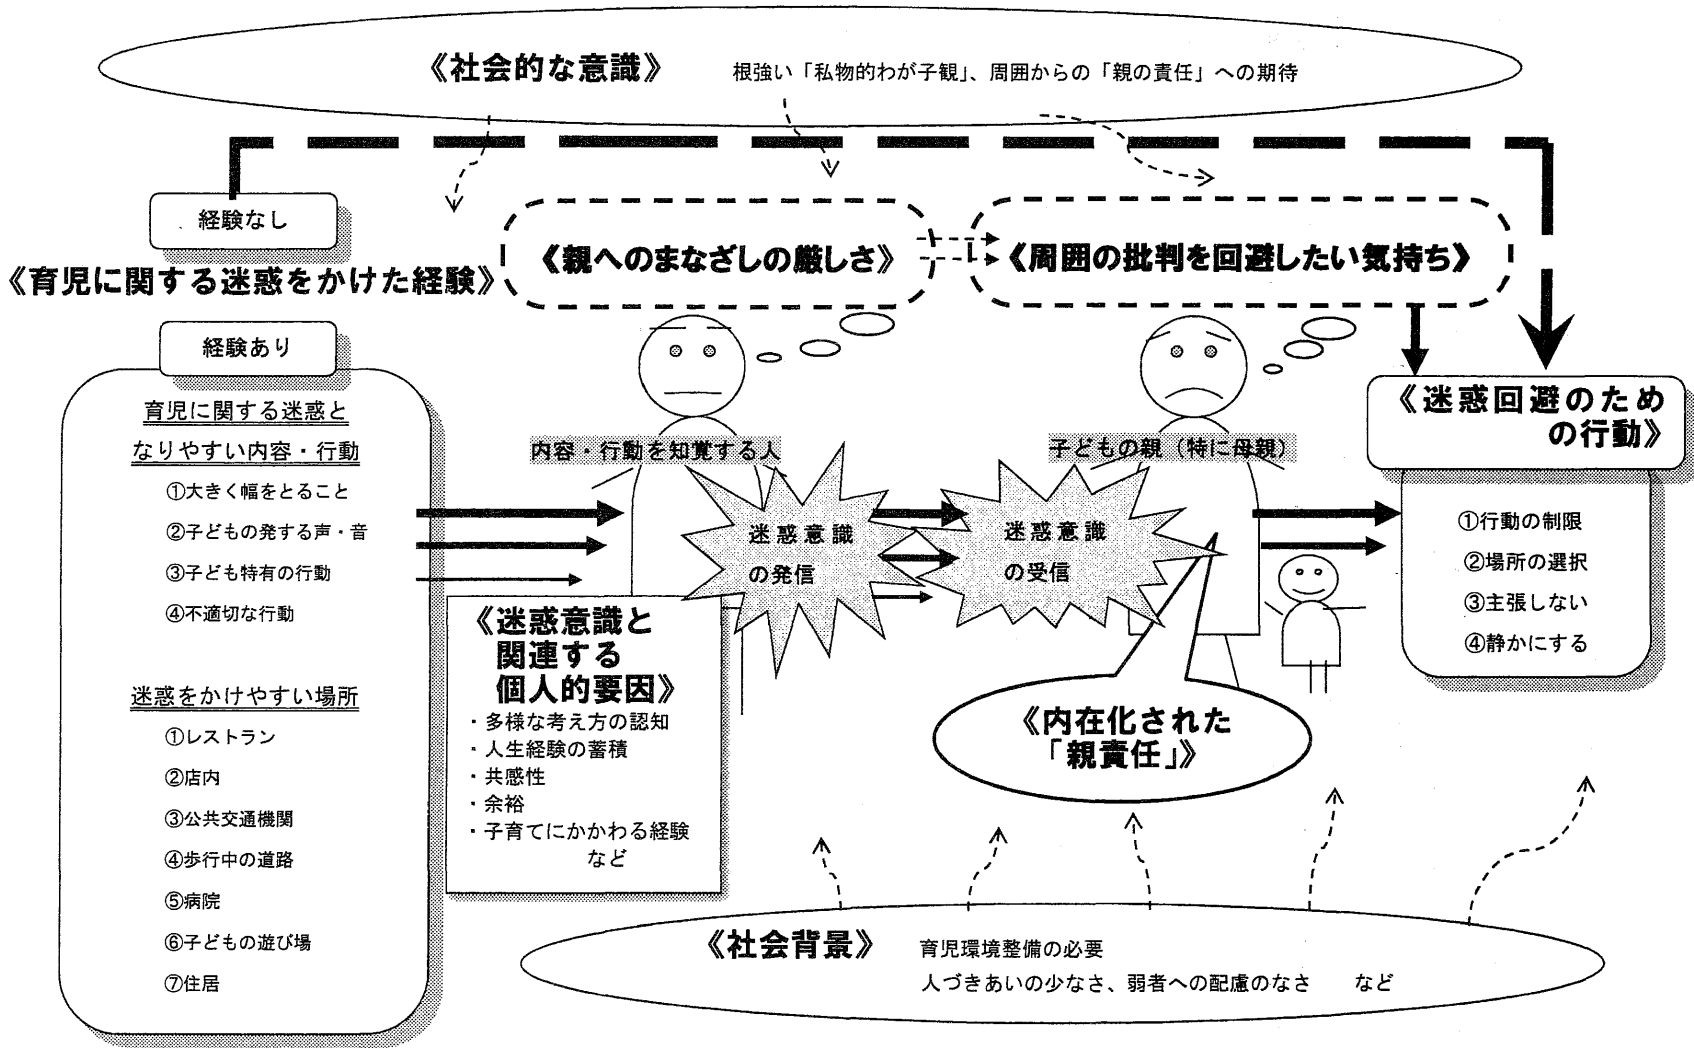 《社会的な意識》 根強い「私物的わが子観」、周囲からの「親の責任」への期待
経験なし
《育児に関する迷惑をかけた経験》
《親へのまなざしの厳しさ》
《周囲の批判を回避したい気持ち》
経験あり
育児に関する迷惑と
なりやすい内容・行動
①大きく幅をとること
②子どもの発する声・音
③子ども特有の行動
④不適切な行動
迷惑をかけやすい場所
①レストラン
②店内
③公共交通機関
④歩行中の道路
⑤病院
⑥子どもの遊び場
⑦住居
内容・行動を知覚する人
迷惑意識
の発信
《迷惑意識と
関連する
個人的要因》
・多様な考え方の認知
・人生経験の蓄積
・共感性
・余裕
・子育てにかかわる経験
など
子どもの親（特に母親）
迷惑意識
の受信
《内在化された
「親責任」》
《迷惑回避のため
の行動》
①行動の制限
②場所の選択
③主張しない
④静かにする
《社会背景》 育児環境整備の必要
人づきあいの少なさ、弱者への配慮のなさ など